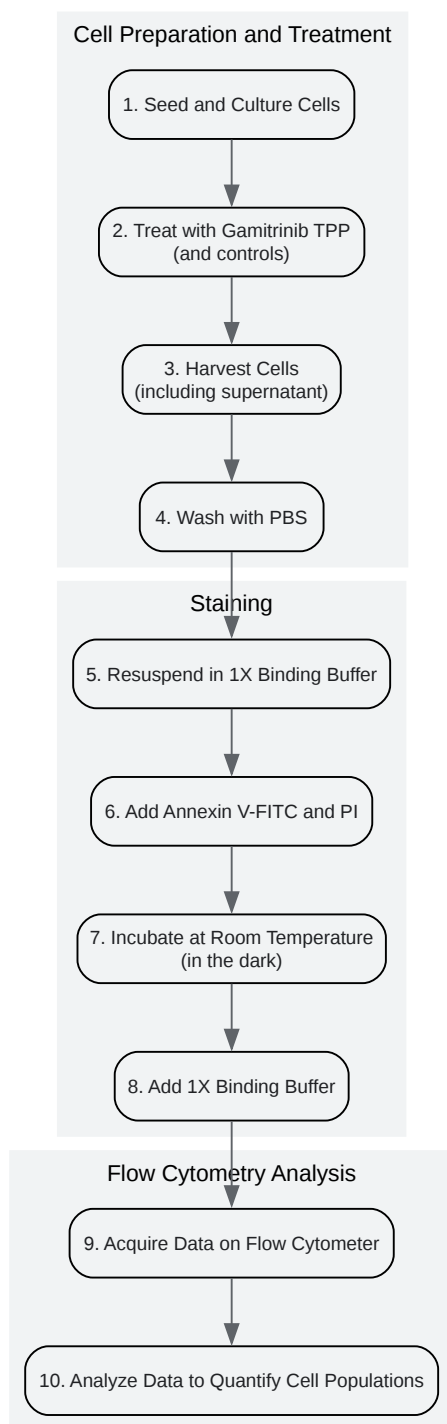 Cell Preparation and Treatment
1. Seed and Culture Cells
2. Treat with Gamitrinib TPP
(and controls)
3. Harvest Cells
(including supernatant)
4. Wash with PBS
Staining
5. Resuspend in 1X Binding Buffer
6. Add Annexin V-FITC and PI
7. Incubate at Room Temperature
(in the dark)
8. Add 1X Binding Buffer
Flow Cytometry Analysis
9. Acquire Data on Flow Cytometer
10. Analyze Data to Quantify Cell Populations